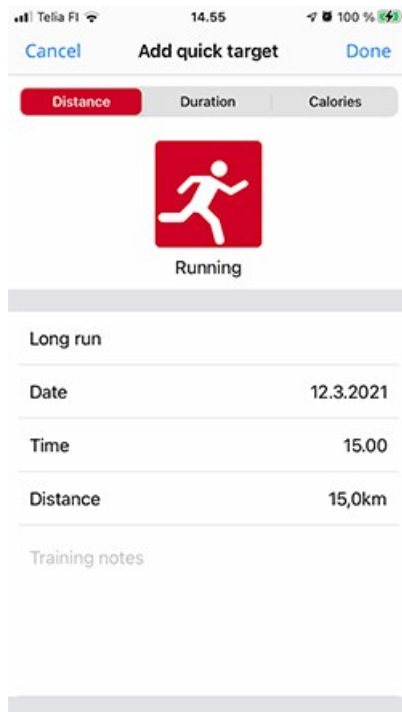 Telia FI 14.55 100 %
Cancel Add quick target Done
Distance Duration Calories
Running
Long run
Date 12.3.2021
Time 15.00
Distance 15,0km
Training notes